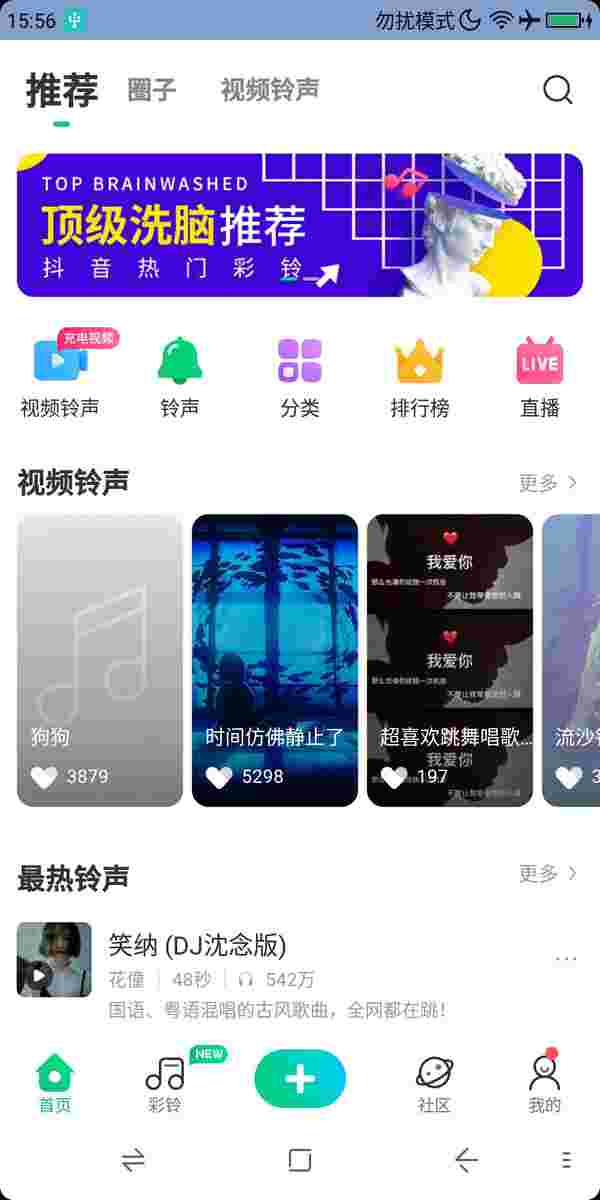 15:56
勿扰模式
推荐
圈子
视频铃声
TOP BRAINWASHED
顶级洗脑推荐
抖音热门彩铃
充电视频
LIVE
视频铃声
铃声
分类
排行榜
直播
视频铃声
更多
狗狗
3879
时间仿佛静止了
5298
我爱你
我爱你
我爱你
超喜欢跳舞唱歌...
197
流沙
3
最热铃声
更多
笑纳 (DJ沈念版)
花僮 48秒 542万
国语、粤语混唱的古风歌曲，全网都在跳！
NEW
首页
彩铃
社区
我的